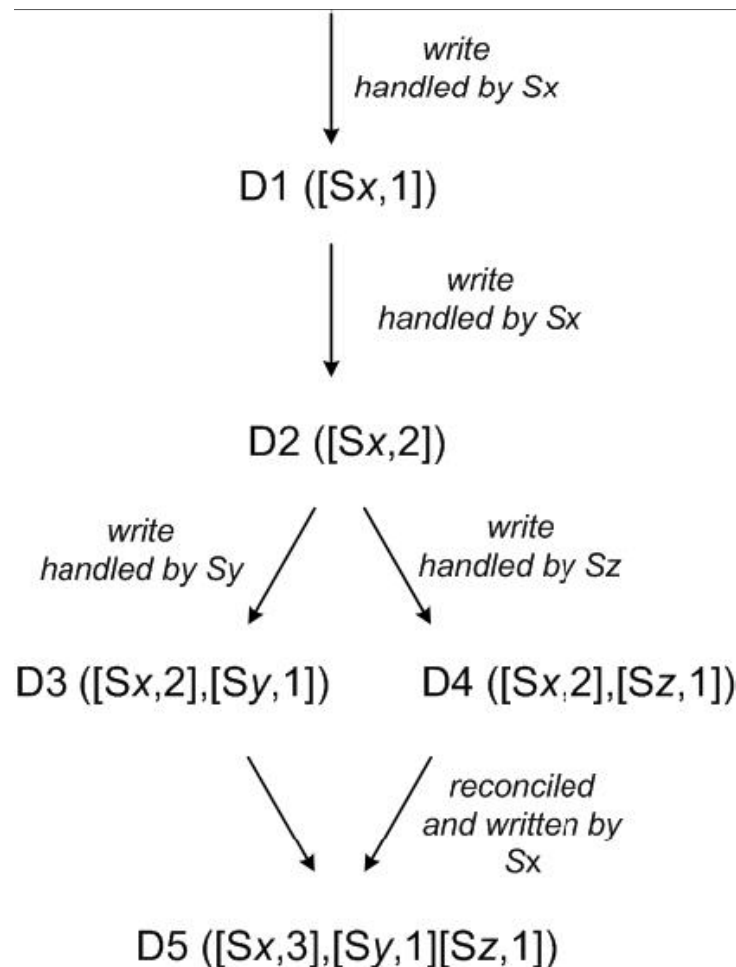 write
handled by Sx
D1 ([Sx,1])
write
handled by Sx
D2 ([Sx,2])
write
handled by Sy
write
handled by Sz
D3 ([Sx,2],[Sy,1])
D4 ([Sx,2],[Sz,1])
reconciled
and written by
Sx
D5 ([Sx,3],[Sy,1][Sz,1])